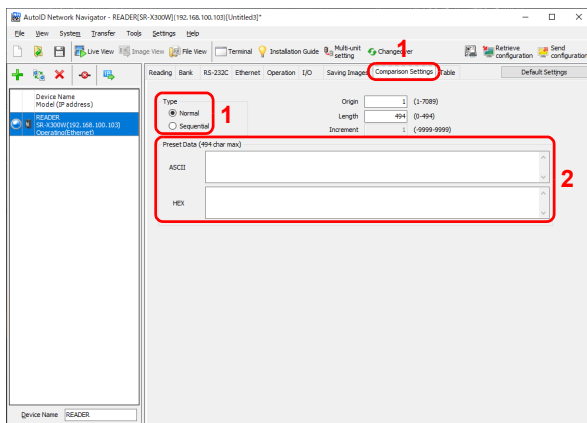 AutoID Network Navigator - READER[SR-X300W](192.168.100.103)[Untitled3]*
File View System Transfer Tools Settings Help
Live View Image View File View Terminal Installation Guide Multi-unit setting Changeover Retrieve configuration Send configuration
1
Reading Bank RS-232C Ethernet Operation I/O Saving Images Comparison Settings Table Default Settings
Device Name
Model (IP address)
READER
SR-X300W(192.168.100.103)
Operating(Ethernet)
Type
Normal
Sequential
1
Origin 1 (1-7089)
Length 494 (0-494)
Increment 1 (-9999-9999)
Preset Data (494 char max)
ASCII
HEX
2
Device Name READER